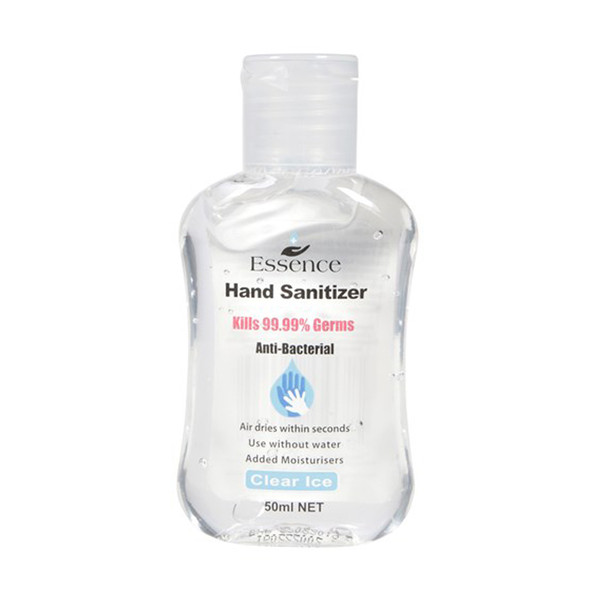 Essence
Hand Sanitizer
Kills 99.99% Germs
Anti-Bacterial
Air dries within seconds
Use without water
Added Moisturisers
Clear Ice
50ml NET